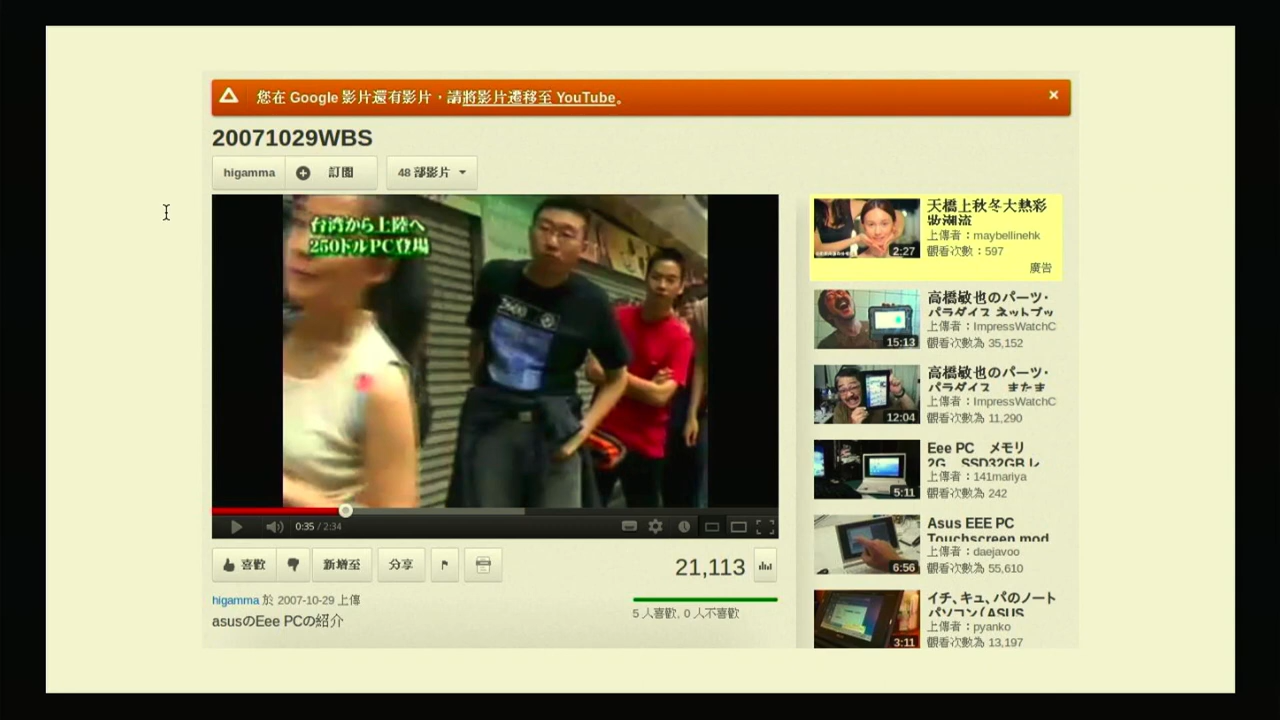 您在 Google 影片還有影片，請將影片遷移至 YouTube。
20071029WBS
higamma
訂閱
48 部影片
台湾から上陸へ
250ドルPC登場
0:35 / 2:34
喜歡
新增至
分享
21,113
higamma 於 2007-10-29 上傳
asusのEee PCの紹介
5 人喜歡, 0 人不喜歡
天橋上秋冬大熱彩
妝潮流
上傳者：maybellinehk
觀看次數：597
廣告
2:27
高橋敏也のパーツ・
パラダイス ネットブッ
上傳者：ImpressWatchC
觀看次數為 35,152
15:13
高橋敏也のパーツ・
パラダイス またま
上傳者：ImpressWatchC
觀看次數為 11,290
12:04
Eee PC メモリ
2G SSD32GB レ
上傳者：141mariya
觀看次數為 242
5:11
Asus EEE PC
Touchscreen mod
上傳者：daejavoo
觀看次數為 55,610
6:56
イチ、キュ、パのノート
パソコン(ASUS
上傳者：pyanko
觀看次數為 13,197
3:11